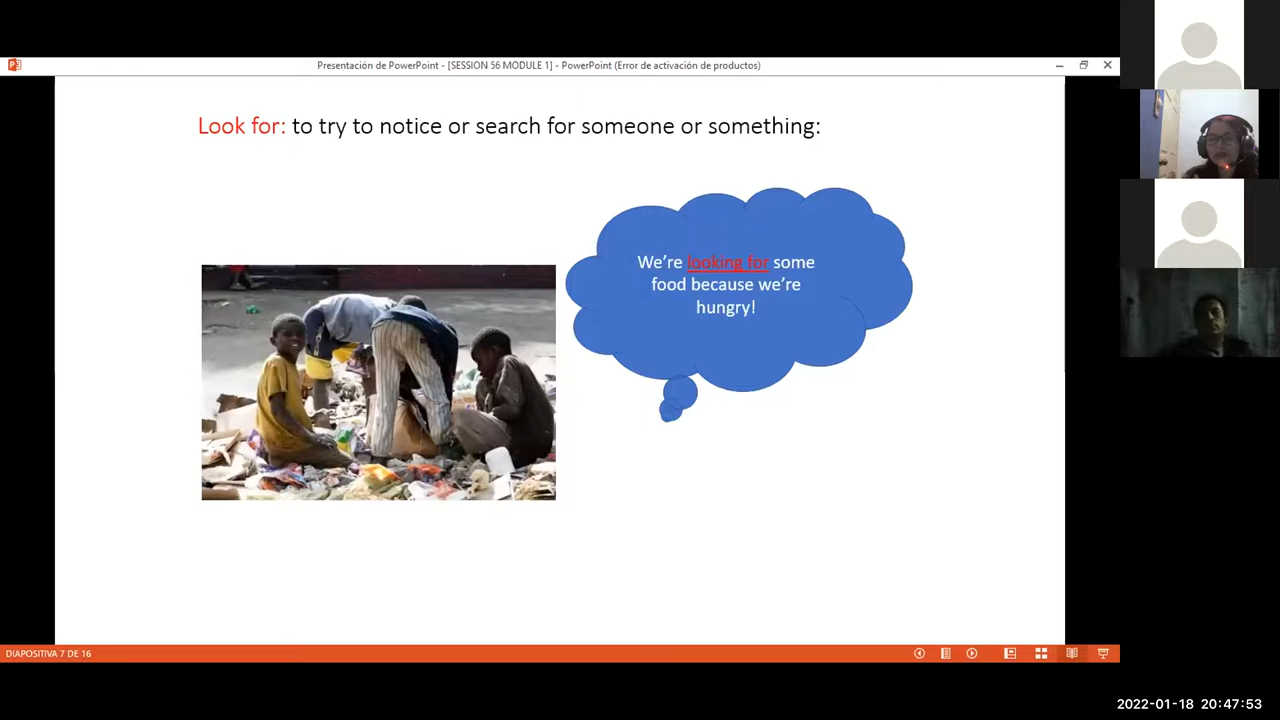 Presentación de PowerPoint - [SESSION 56 MODULE 1] - PowerPoint (Error de activación de productos)
Look for: to try to notice or search for someone or something:
We’re looking for some
food because we’re
hungry!
DIAPOSITIVA 7 DE 16
2022-01-18 20:47:53